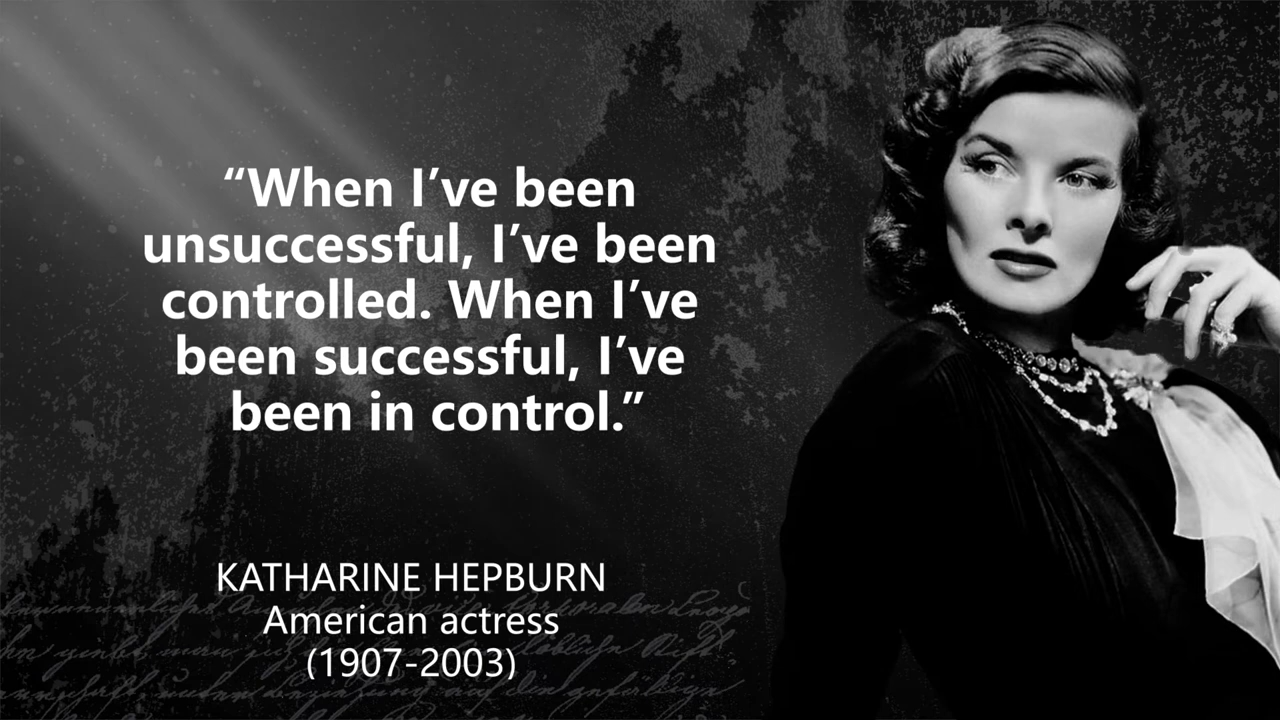 “When I’ve been
unsuccessful, I’ve been
controlled. When I’ve
been successful, I’ve
been in control.”
KATHARINE HEPBURN
American actress
(1907-2003)